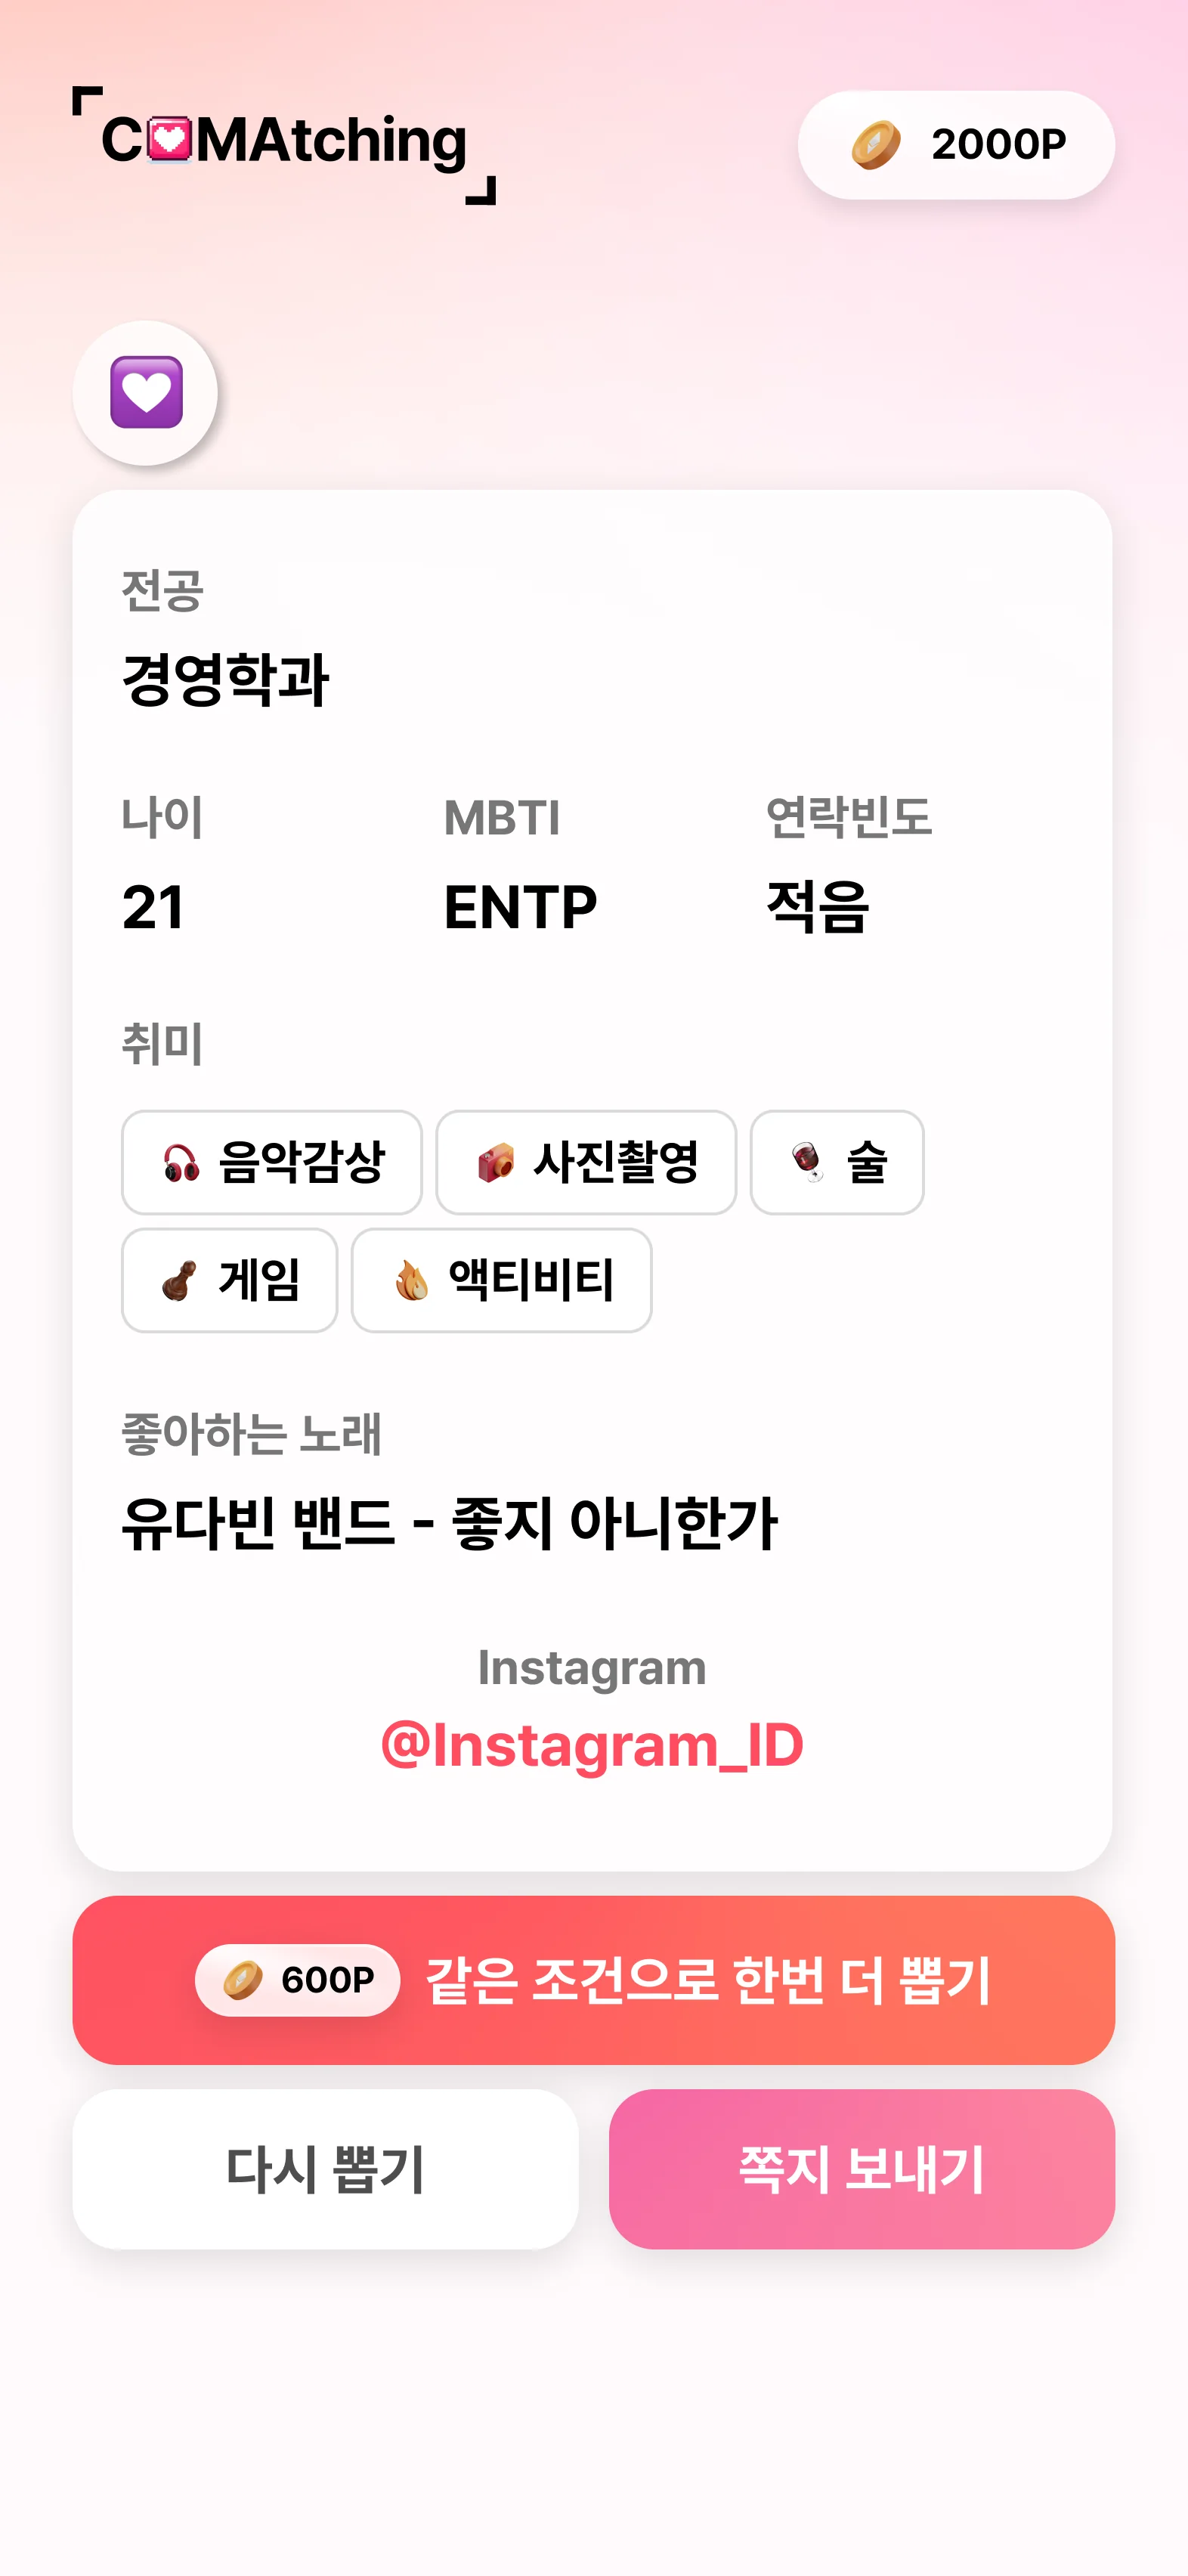 COMAtching
2000P
전공
경영학과
나이 MBTI 연락빈도
21 ENTP 적음
취미
음악감상 사진촬영 술
게임 액티비티
좋아하는 노래
유다빈 밴드 - 좋지 아니한가
Instagram
@Instagram_ID
600P 같은 조건으로 한번 더 뽑기
다시 뽑기 쪽지 보내기